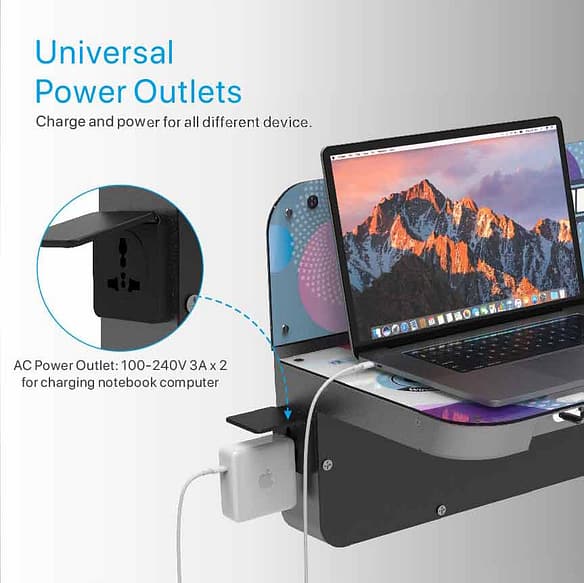 Universal
Power Outlets
Charge and power for all different device.
AC Power Outlet: 100-240V 3A x 2
for charging notebook computer